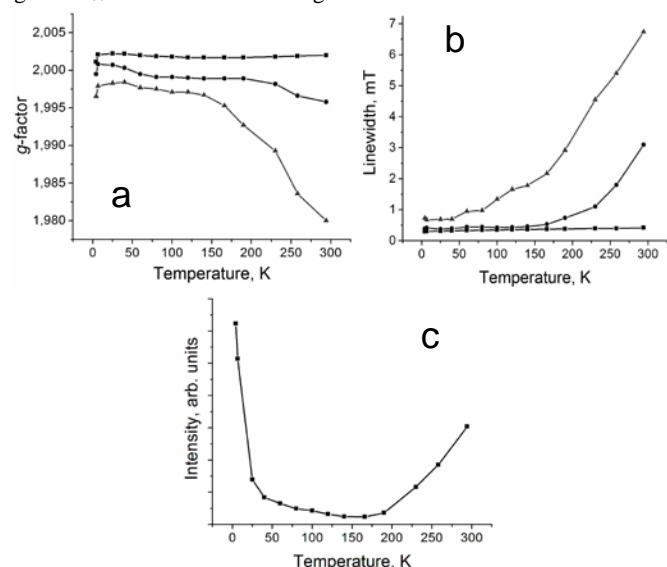 a
g-factor
2,005
2,000
1,995
1,990
1,985
1,980
0 50 100 150 200 250 300
Temperature, K
b
Linewidth, mT
7
6
5
4
3
2
1
0
0 50 100 150 200 250 300
Temperature, K
c
Intensity, arb. units
0 50 100 150 200 250 300
Temperature, K